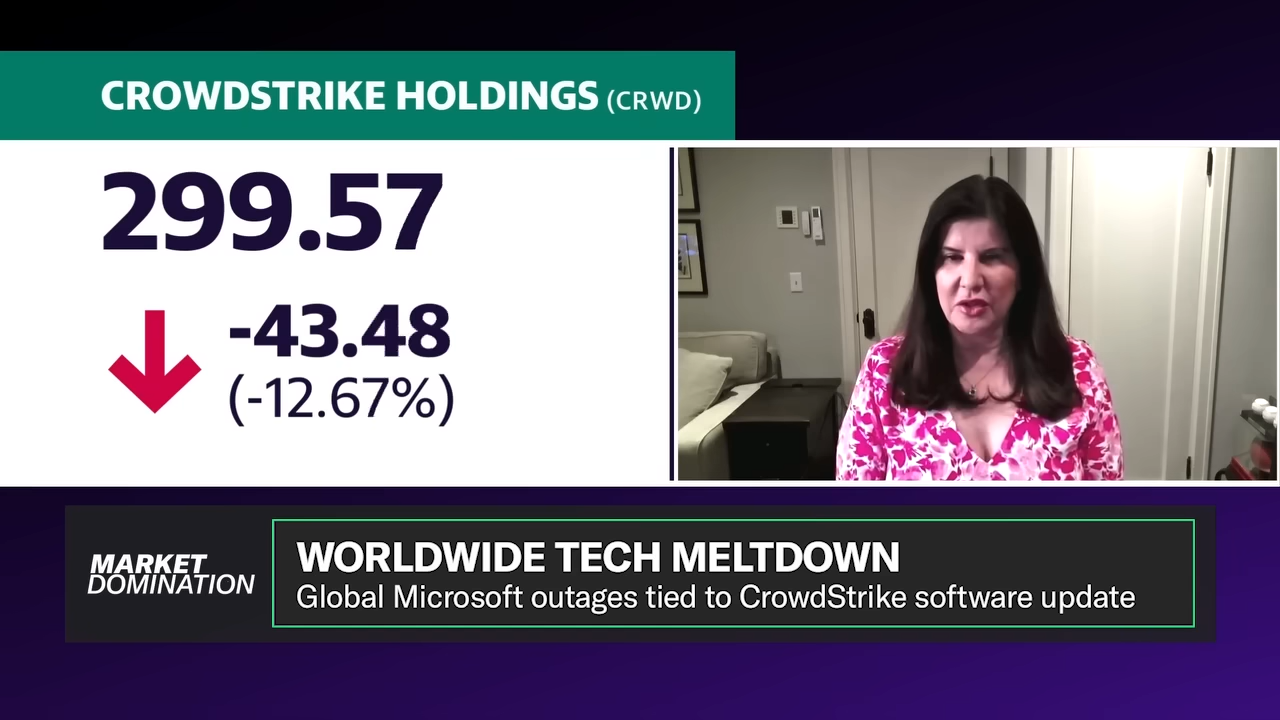 CROWDSTRIKE HOLDINGS (CRWD)
299.57
-43.48
(-12.67%)
MARKET
DOMINATION
WORLDWIDE TECH MELTDOWN
Global Microsoft outages tied to CrowdStrike software update